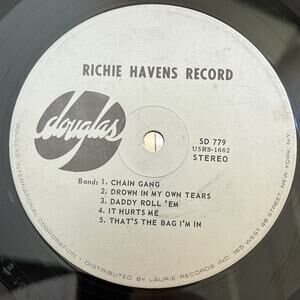 RICHIE HAVENS RECORD
douglas
SD 779
USRS-1662
STEREO
Band: 1. CHAIN GANG
2. DROWN IN MY OWN TEARS
3. DADDY ROLL 'EM
4. IT HURTS ME
5. THAT'S THE BAG I'M IN
DOUGLAS INTERNATIONAL CORPORATION · DISTRIBUTED BY LAURIE RECORDS INC 165 WEST 46 STREET, NEW YORK, N.Y.